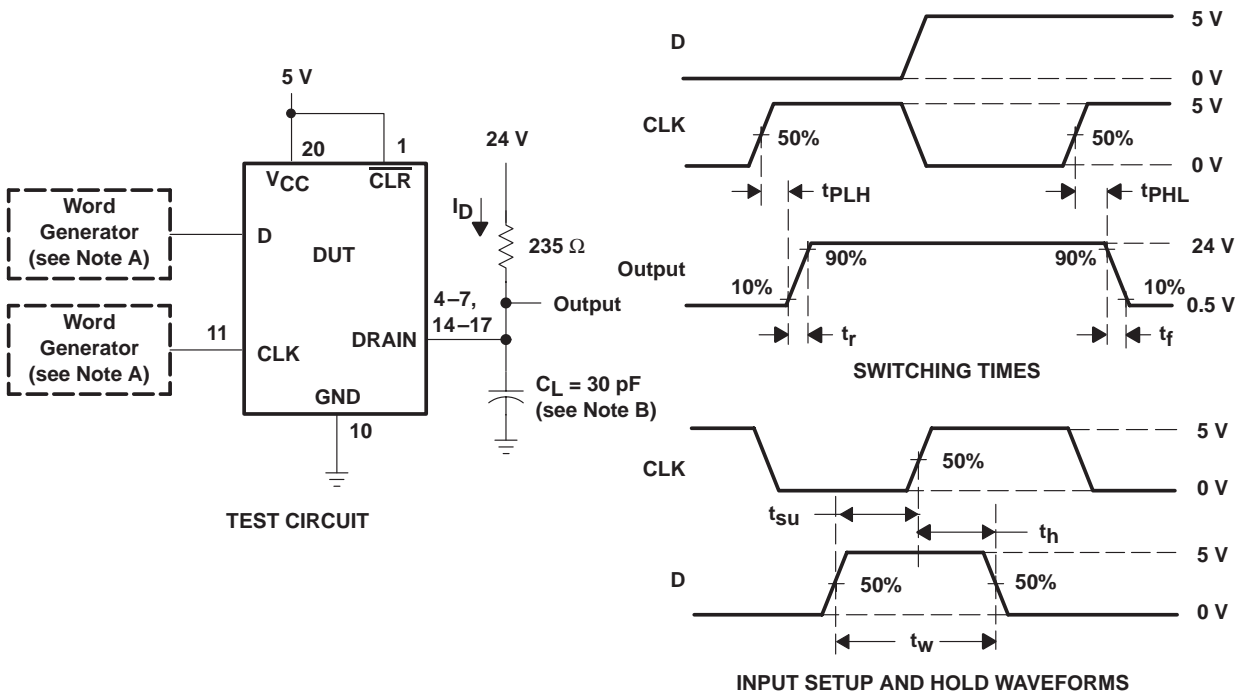 5 V
20
1
VCC
CLR
Word
Generator
(see Note A)
D
DUT
Word
Generator
(see Note A)
11
CLK
DRAIN
GND
10
4–7,
14–17
24 V
ID
235 Ω
Output
CL = 30 pF
(see Note B)
TEST CIRCUIT
D
5 V
0 V
CLK
5 V
50%
50%
0 V
tPLH
tPHL
Output
24 V
90%
90%
10%
10%
0.5 V
tr
tf
SWITCHING TIMES
CLK
5 V
50%
0 V
tsu
th
D
5 V
50%
50%
0 V
tw
INPUT SETUP AND HOLD WAVEFORMS